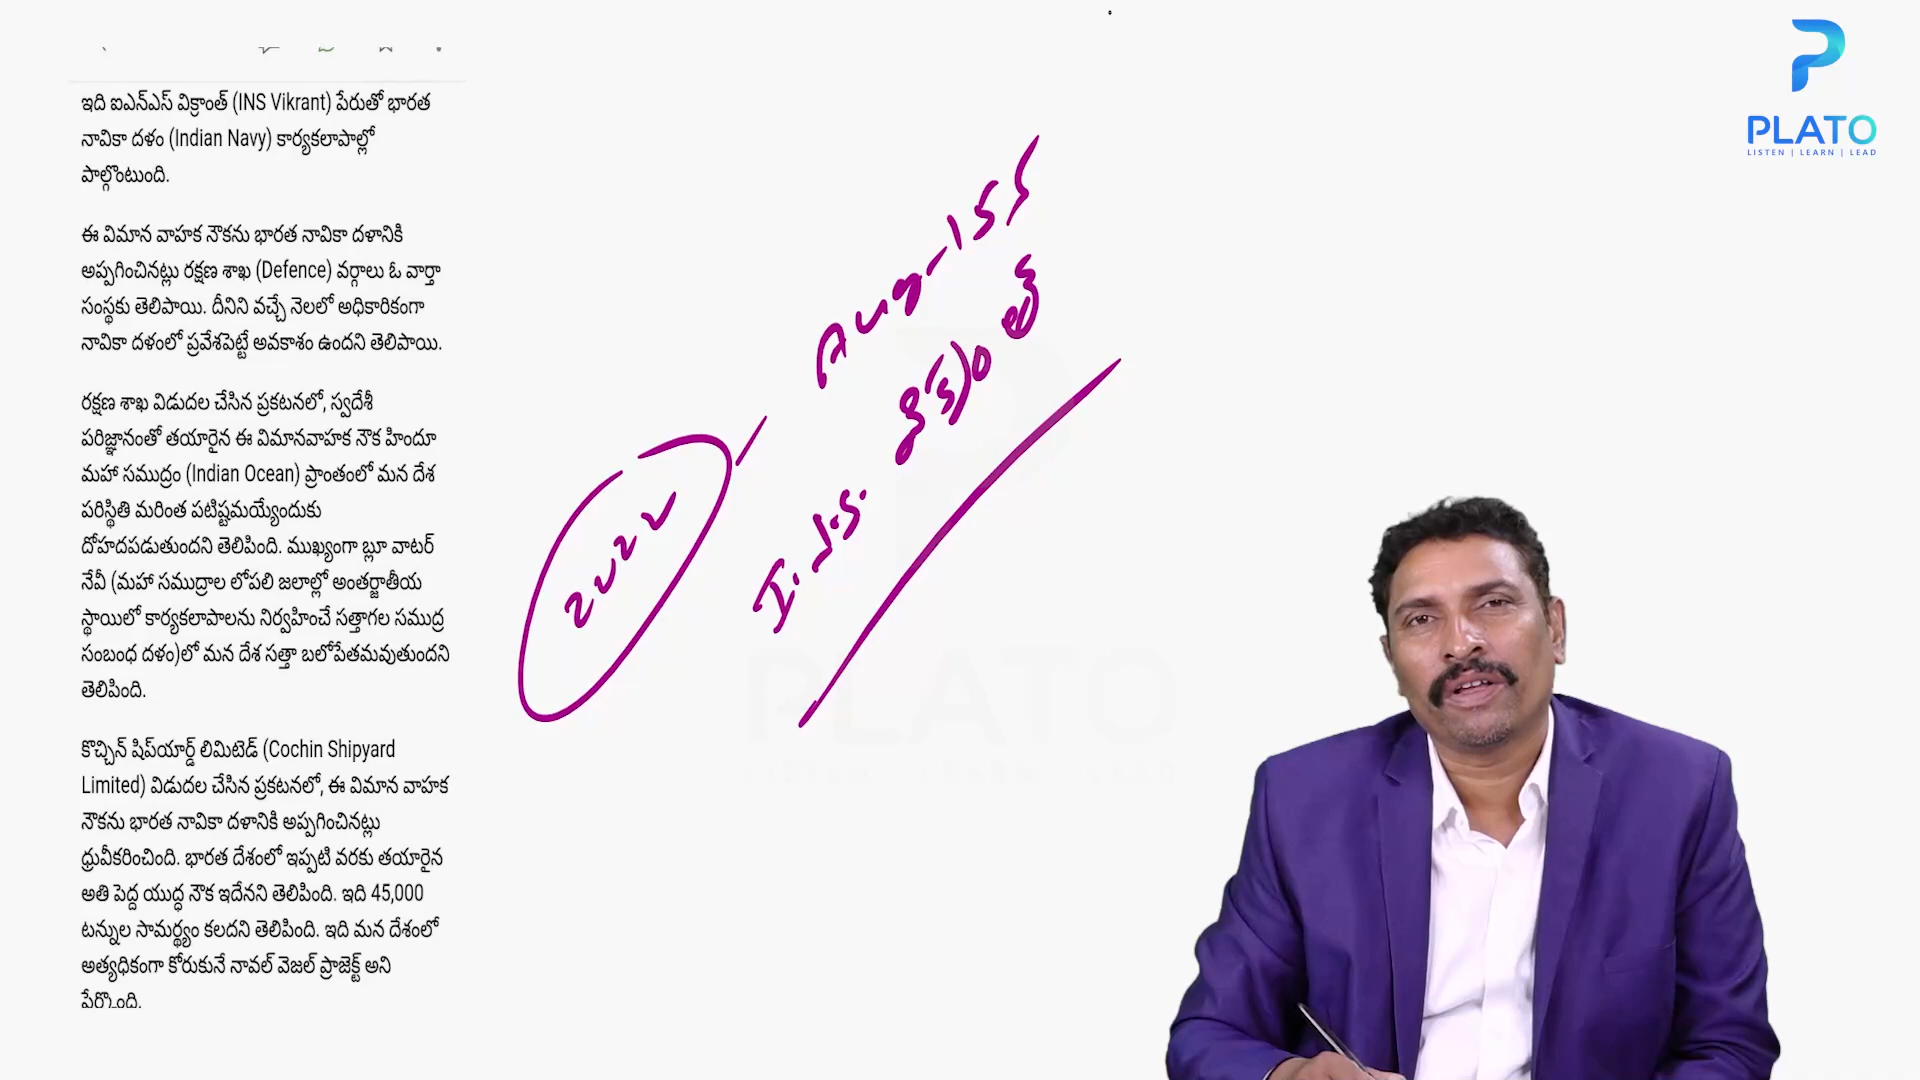 ఇది ఐఎన్ఎస్ విక్రాంత్ (INS Vikrant) పేరుతో భారత
నావికా దళం (Indian Navy) కార్యకలాపాల్లో
పాల్గొంటుంది.
ఈ విమాన వాహక నౌకను భారత నావికా దళానికి
అప్పగించినట్లు రక్షణ శాఖ (Defence) వర్గాలు ఓ వార్తా
సంస్థకు తెలిపాయి. దీనిని వచ్చే నెలలో అధికారికంగా
నావికా దళంలో ప్రవేశపెట్టే అవకాశం ఉందని తెలిపాయి.
రక్షణ శాఖ విడుదల చేసిన ప్రకటనలో, స్వదేశీ
పరిజ్ఞానంతో తయారైన ఈ విమానవాహక నౌక హిందూ
మహా సముద్రం (Indian Ocean) ప్రాంతంలో మన దేశ
పరిస్థితి మరింత పటిష్టమయ్యేందుకు
దోహదపడుతుందని తెలిపింది. ముఖ్యంగా బ్లూ వాటర్
నేవీ (మహా సముద్రాల లోపలి జలాల్లో అంతర్జాతీయ
స్థాయిలో కార్యకలాపాలను నిర్వహించే సత్తాగల సముద్ర
సంబంధ దళం)లో మన దేశ సత్తా బలోపేతమవుతుందని
తెలిపింది.
కొచ్చిన్ షిప్‌యార్డ్ లిమిటెడ్ (Cochin Shipyard
Limited) విడుదల చేసిన ప్రకటనలో, ఈ విమాన వాహక
నౌకను భారత నావికా దళానికి అప్పగించినట్లు
ధ్రువీకరించింది. భారత దేశంలో ఇప్పటి వరకు తయారైన
అతి పెద్ద యుద్ధ నౌక ఇదేనని తెలిపింది. ఇది 45,000
టన్నుల సామర్థ్యం కలదని తెలిపింది. ఇది మన దేశంలో
అత్యధికంగా కోరుకునే నావల్ వెజల్ ప్రాజెక్ట్ అని
పేర్కొంది.
2022 - Aug-15
PLATO
LISTEN | LEARN | LEAD
PLATO